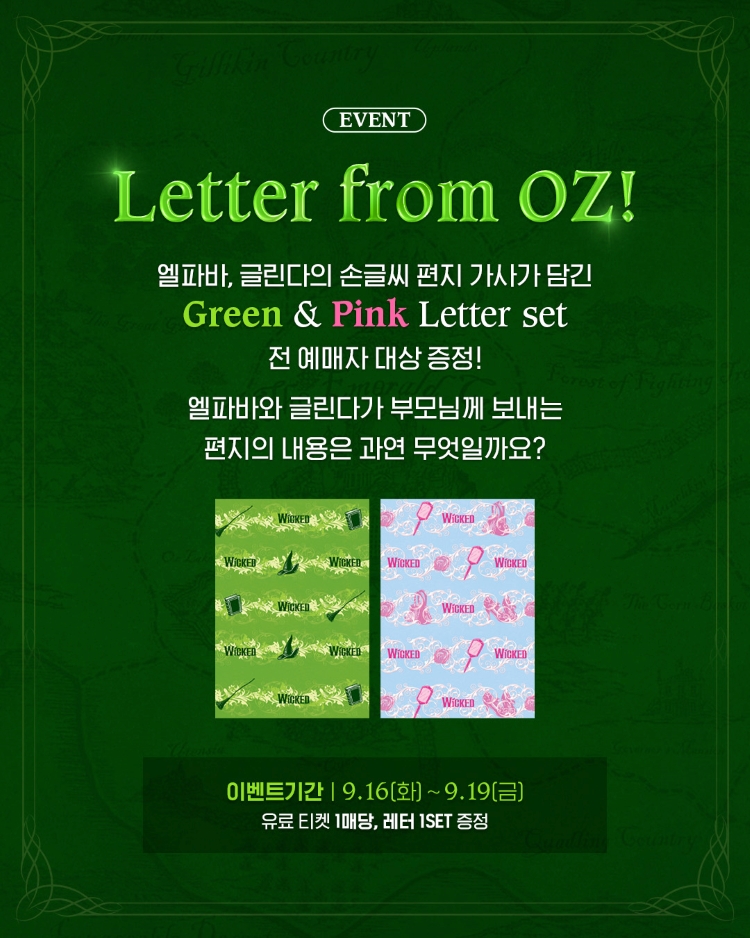 Gillikin Country
EVENT
Letter from OZ!
엘파바, 글린다의 손글씨 편지 가사가 담긴
Green & Pink Letter set
전 예매자 대상 증정!
엘파바와 글린다가 부모님께 보내는
편지의 내용은 과연 무엇일까요?
WICKED WICKED
WICKED WICKED WICKED WICKED
WICKED WICKED
WICKED WICKED WICKED WICKED
WICKED WICKED
이벤트기간 | 9.16(화) ~ 9.19(금)
유료 티켓 1매당, 레터 1SET 증정